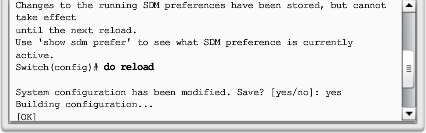 Changes to the running SDM preferences have been stored, but cannot
take effect
until the next reload.
Use 'show sdm prefer' to see what SDM preference is currently
active.
Switch(config)# do reload
System configuration has been modified. Save? [yes/no]: yes
Building configuration...
[OK]